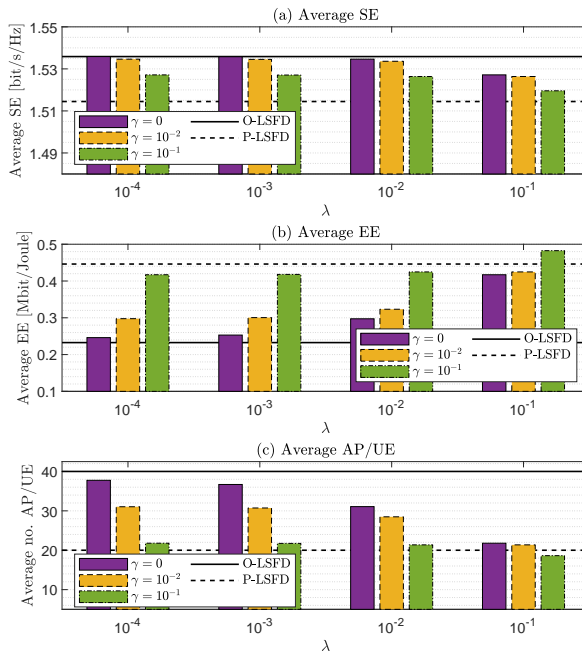 (a) Average SE
Average SE [bit/s/Hz]
1.55
1.53
1.51
1.49
γ = 0
γ = 10⁻²
γ = 10⁻¹
O-LSFD
P-LSFD
10⁻⁴ 10⁻³ 10⁻² 10⁻¹
λ
(b) Average EE
Average EE [Mbit/Joule]
0.5
0.4
0.3
0.2
0.1
γ = 0
γ = 10⁻²
γ = 10⁻¹
O-LSFD
P-LSFD
10⁻⁴ 10⁻³ 10⁻² 10⁻¹
λ
(c) Average AP/UE
Average no. AP/UE
40
30
20
10
γ = 0
γ = 10⁻²
γ = 10⁻¹
O-LSFD
P-LSFD
10⁻⁴ 10⁻³ 10⁻² 10⁻¹
λ